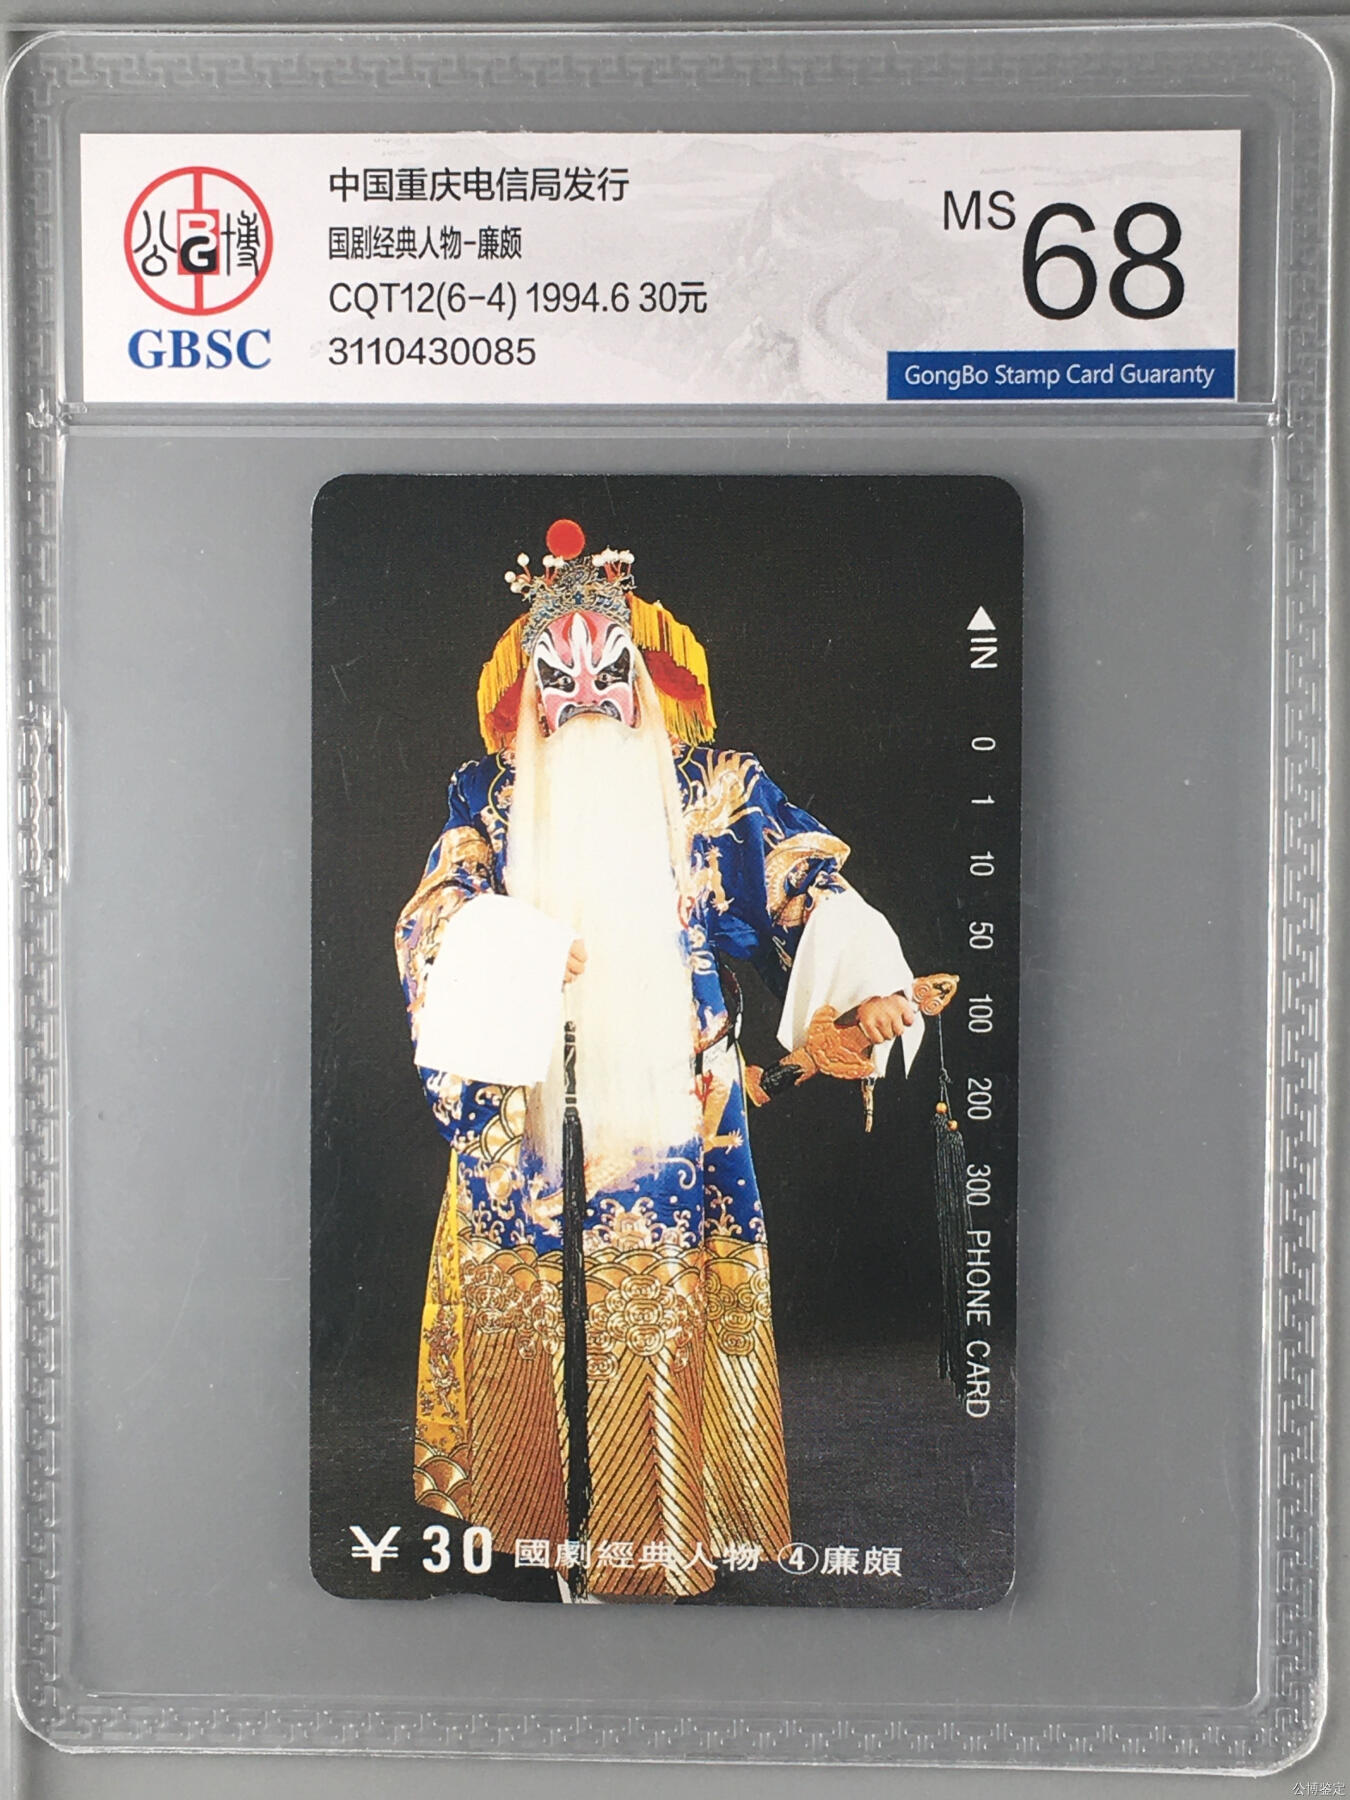 公博
BG
GBSC
中国重庆电信局发行
国剧经典人物-廉颇
CQT12(6-4) 1994.6 30元
3110430085
MS 68
GongBo Stamp Card Guaranty
◀IN 0 1 10 50 100 200 300 PHONE CARD
¥30 國劇經典人物 ④廉頗
公博鉴定